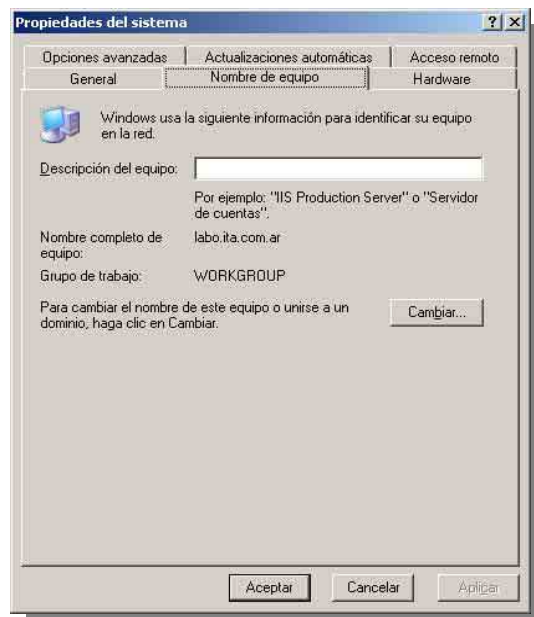 Propiedades del sistema
Opciones avanzadas
Actualizaciones automáticas
Acceso remoto
General
Nombre de equipo
Hardware
Windows usa la siguiente información para identificar su equipo
en la red.
Descripción del equipo:
Por ejemplo: "IIS Production Server" o "Servidor
de cuentas".
Nombre completo de
equipo:
labo.ita.com.ar
Grupo de trabajo:
WORKGROUP
Para cambiar el nombre de este equipo o unirse a un
dominio, haga clic en Cambiar.
Cambiar...
Aceptar
Cancelar
Aplicar